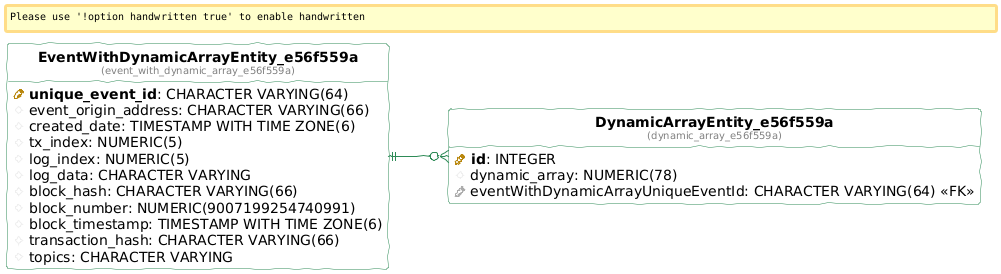 Please use '!option handwritten true' to enable handwritten
EventWithDynamicArrayEntity_e56f559a
(event_with_dynamic_array_e56f559a)
unique_event_id: CHARACTER VARYING(64)
event_origin_address: CHARACTER VARYING(66)
created_date: TIMESTAMP WITH TIME ZONE(6)
tx_index: NUMERIC(5)
log_index: NUMERIC(5)
log_data: CHARACTER VARYING
block_hash: CHARACTER VARYING(66)
block_number: NUMERIC(9007199254740991)
block_timestamp: TIMESTAMP WITH TIME ZONE(6)
transaction_hash: CHARACTER VARYING(66)
topics: CHARACTER VARYING
DynamicArrayEntity_e56f559a
(dynamic_array_e56f559a)
id: INTEGER
dynamic_array: NUMERIC(78)
eventWithDynamicArrayUniqueEventId: CHARACTER VARYING(64) «FK»